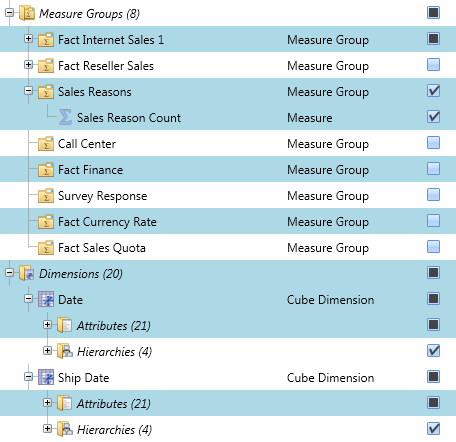 Measure Groups (8)
Fact Internet Sales 1 Measure Group
Fact Reseller Sales Measure Group
Sales Reasons Measure Group
Sales Reason Count Measure
Call Center Measure Group
Fact Finance Measure Group
Survey Response Measure Group
Fact Currency Rate Measure Group
Fact Sales Quota Measure Group
Dimensions (20)
Date Cube Dimension
Attributes (21)
Hierarchies (4)
Ship Date Cube Dimension
Attributes (21)
Hierarchies (4)